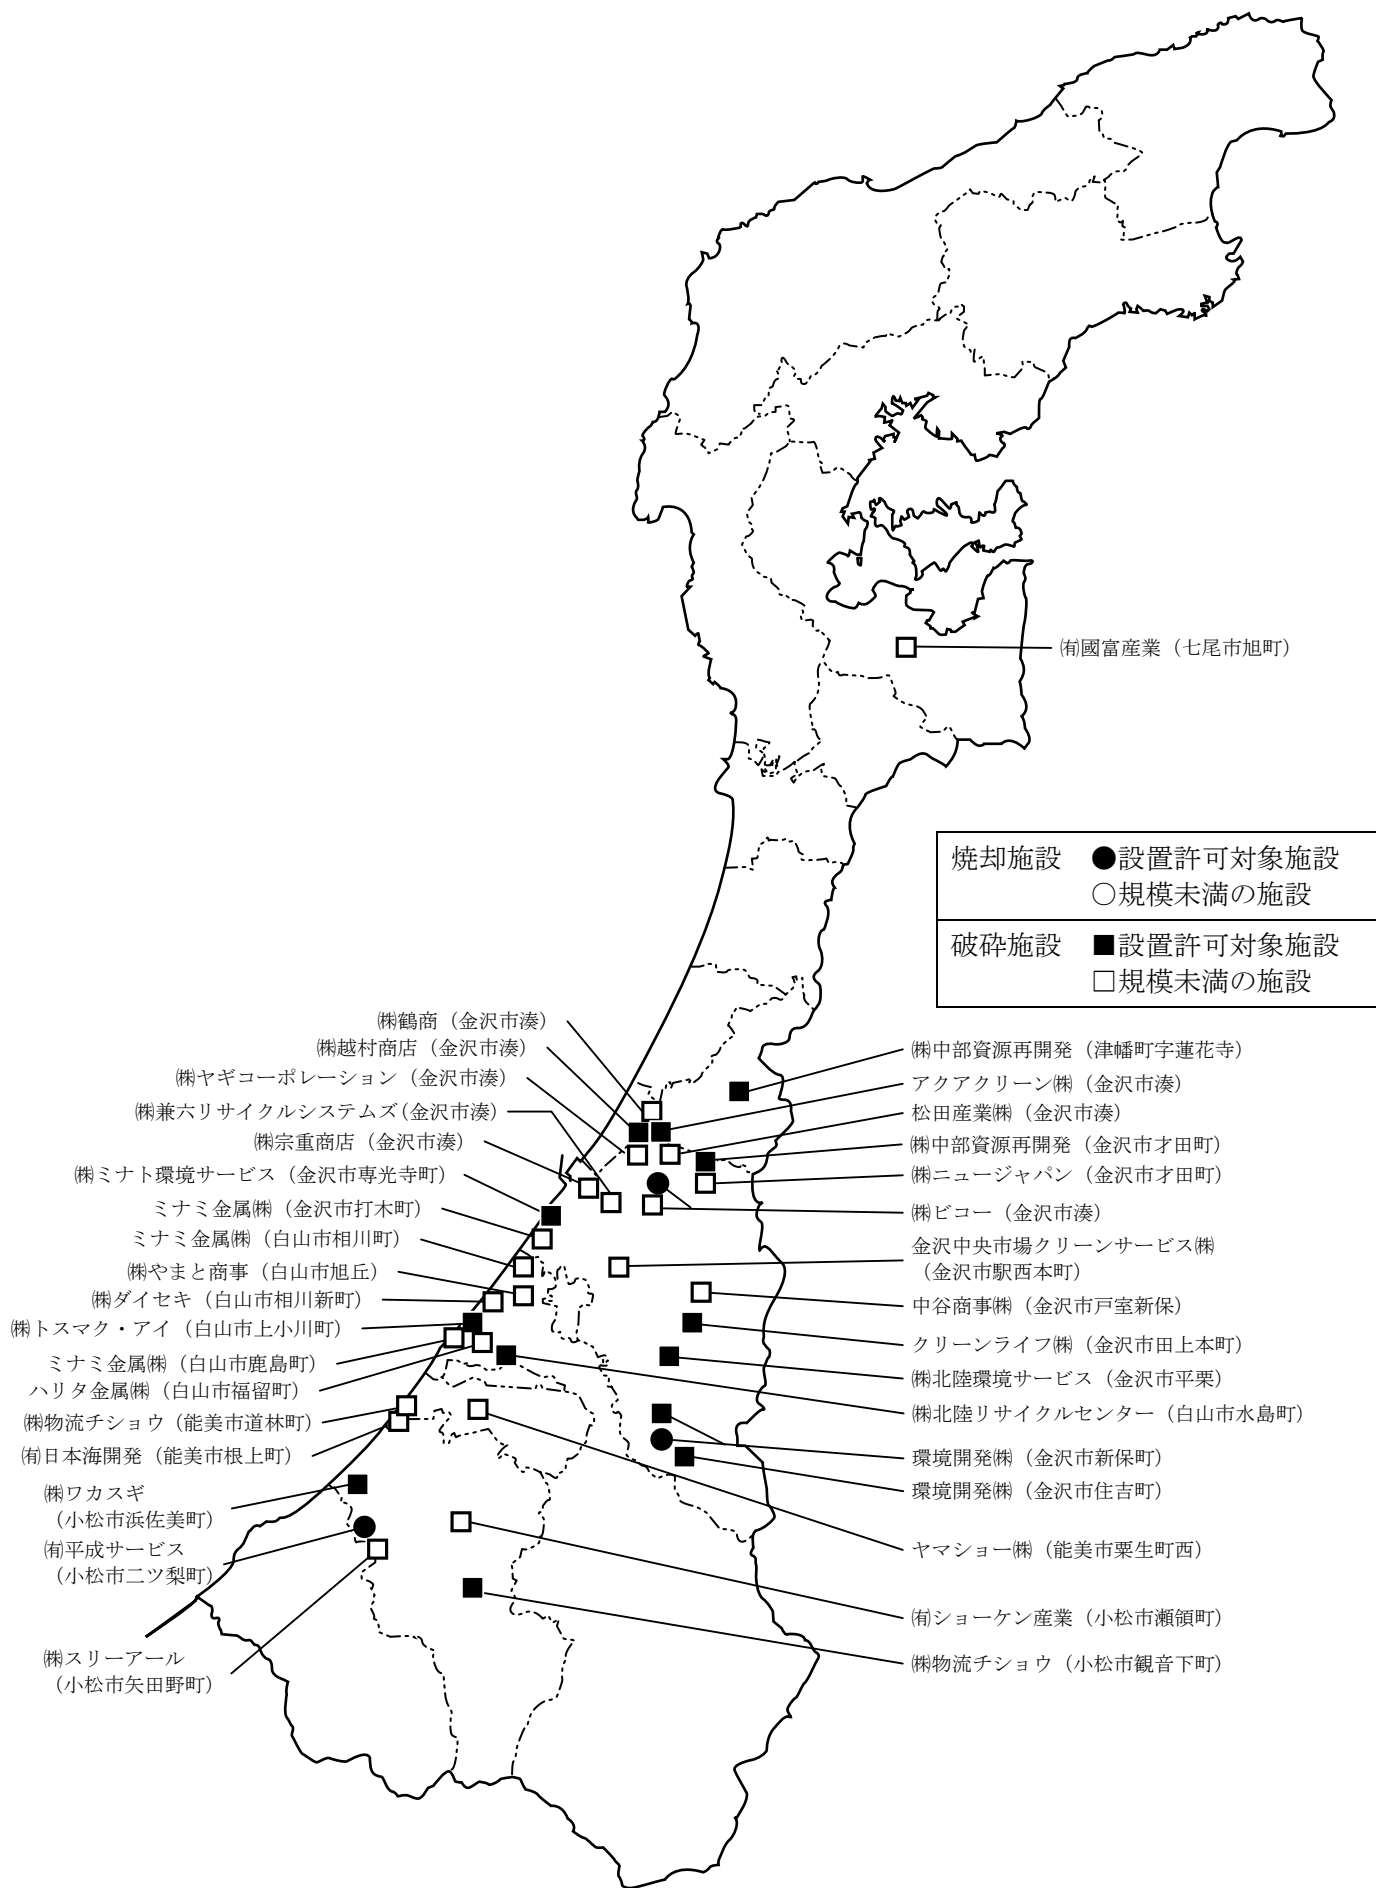 ㈲國富産業（七尾市旭町）
焼却施設　●設置許可対象施設
○規模未満の施設
破砕施設　■設置許可対象施設
□規模未満の施設
㈱鶴商（金沢市湊）
㈱越村商店（金沢市湊）
㈱ヤギコーポレーション（金沢市湊）
㈱兼六リサイクルシステムズ（金沢市湊）
㈱宗重商店（金沢市湊）
㈱ミナト環境サービス（金沢市専光寺町）
ミナミ金属㈱（金沢市打木町）
ミナミ金属㈱（白山市相川町）
㈱やまと商事（白山市旭丘）
㈱ダイセキ（白山市相川新町）
㈱トスマク・アイ（白山市上小川町）
ミナミ金属㈱（白山市鹿島町）
ハリタ金属㈱（白山市福留町）
㈱物流チショウ（能美市道林町）
㈲日本海開発（能美市根上町）
㈱ワカスギ
（小松市浜佐美町）
㈲平成サービス
（小松市二ツ梨町）
㈱スリーアール
（小松市矢田野町）
㈱中部資源再開発（津幡町字蓮花寺）
アクアクリーン㈱（金沢市湊）
松田産業㈱（金沢市湊）
㈱中部資源再開発（金沢市才田町）
㈱ニュージャパン（金沢市才田町）
㈱ビコー（金沢市湊）
金沢中央市場クリーンサービス㈱
（金沢市駅西本町）
中谷商事㈱（金沢市戸室新保）
クリーンライフ㈱（金沢市田上本町）
㈱北陸環境サービス（金沢市平栗）
㈱北陸リサイクルセンター（白山市水島町）
環境開発㈱（金沢市新保町）
環境開発㈱（金沢市住吉町）
ヤマショー㈱（能美市粟生町西）
㈲ショーケン産業（小松市瀬領町）
㈱物流チショウ（小松市観音下町）